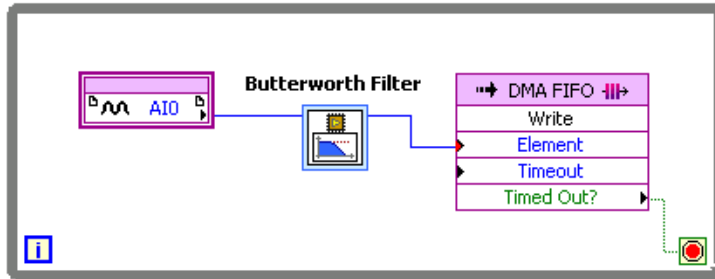 Butterworth Filter
AI0
DMA FIFO
Write
Element
Timeout
Timed Out?
i